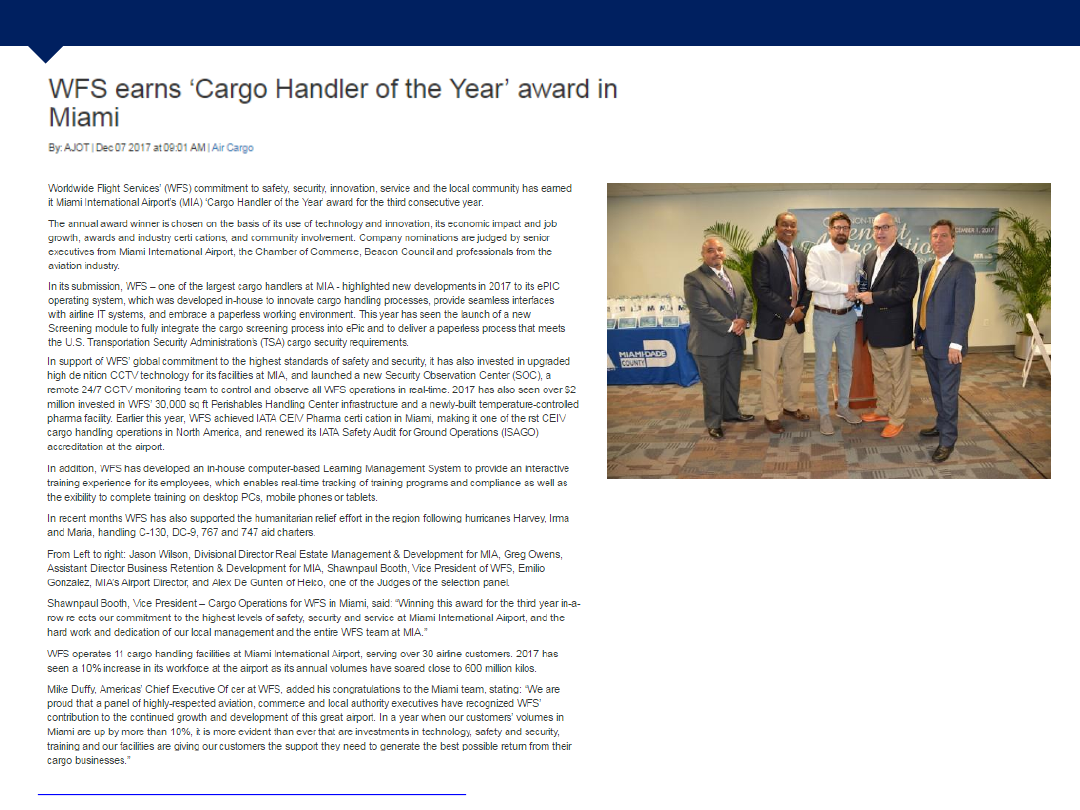 WFS earns ‘Cargo Handler of the Year’ award in
Miami
By: AJOT | Dec 07 2017 at 09:01 AM | Air Cargo
Worldwide Flight Services’ (WFS) commitment to safety, security, innovation, service and the local community has earned
it Miami International Airport’s (MIA) ‘Cargo Handler of the Year’ award for the third consecutive year.
The annual award winner is chosen on the basis of its use of technology and innovation, its economic impact and job
growth, awards and industry certi cations, and community involvement. Company nominations are judged by senior
executives from Miami International Airport, the Chamber of Commerce, Beacon Council and professionals from the
aviation industry.
In its submission, WFS – one of the largest cargo handlers at MIA - highlighted new developments in 2017 to its ePIC
operating system, which was developed in-house to innovate cargo handling processes, provide seamless interfaces
with airline IT systems, and embrace a paperless working environment. This year has seen the launch of a new
Screening module to fully integrate the cargo screening process into ePic and to deliver a paperless process that meets
the U.S. Transportation Security Administration’s (TSA) cargo security requirements.
In support of WFS’ global commitment to the highest standards of safety and security, it has also invested in upgraded
high de nition CCTV technology for its facilities at MIA, and launched a new Security Observation Center (SOC), a
remote 24/7 CCTV monitoring team to control and observe all WFS operations in real-time. 2017 has also seen over $2
million invested in WFS’ 30,000 sq ft Perishables Handling Center infrastructure and a newly-built temperature-controlled
pharma facility. Earlier this year, WFS achieved IATA CEIV Pharma certi cation in Miami, making it one of the rst CEIV
cargo handling operations in North America, and renewed its IATA Safety Audit for Ground Operations (ISAGO)
accreditation at the airport.
In addition, WFS has developed an in-house computer-based Learning Management System to provide an interactive
training experience for its employees, which enables real-time tracking of training programs and compliance as well as
the exibility to complete training on desktop PCs, mobile phones or tablets.
In recent months WFS has also supported the humanitarian relief effort in the region following hurricanes Harvey, Irma
and Maria, handling C-130, DC-9, 767 and 747 aid charters.
From Left to right: Jason Wilson, Divisional Director Real Estate Management & Development for MIA, Greg Owens,
Assistant Director Business Retention & Development for MIA, Shawnpaul Booth, Vice President of WFS, Emilio
Gonzalez, MIA’s Airport Director, and Alex De Gunten of Heico, one of the Judges of the selection panel.
Shawnpaul Booth, Vice President – Cargo Operations for WFS in Miami, said: “Winning this award for the third year in-a-
row re ects our commitment to the highest levels of safety, security and service at Miami International Airport, and the
hard work and dedication of our local management and the entire WFS team at MIA.”
WFS operates 11 cargo handling facilities at Miami International Airport, serving over 30 airline customers. 2017 has
seen a 10% increase in its workforce at the airport as its annual volumes have soared close to 600 million kilos.
Mike Duffy, Americas’ Chief Executive Of cer at WFS, added his congratulations to the Miami team, stating: “We are
proud that a panel of highly-respected aviation, commerce and local authority executives have recognized WFS’
contribution to the continued growth and development of this great airport. In a year when our customers’ volumes in
Miami are up by more than 10%, it is more evident than ever that are investments in technology, safety and security,
training and our facilities are giving our customers the support they need to generate the best possible return from their
cargo businesses.”
MIAMI-DADE
COUNTY